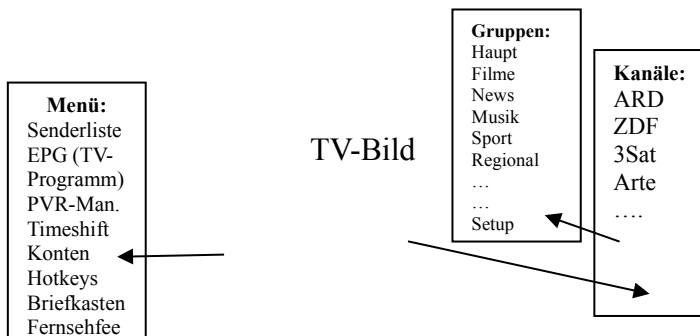 Menü:
Senderliste
EPG (TV-
Programm)
PVR-Man.
Timeshift
Konten
Hotkeys
Briefkasten
Fernsehfee
TV-Bild
Gruppen:
Haupt
Filme
News
Musik
Sport
Regional
…
…
Setup
Kanäle:
ARD
ZDF
3Sat
Arte
….